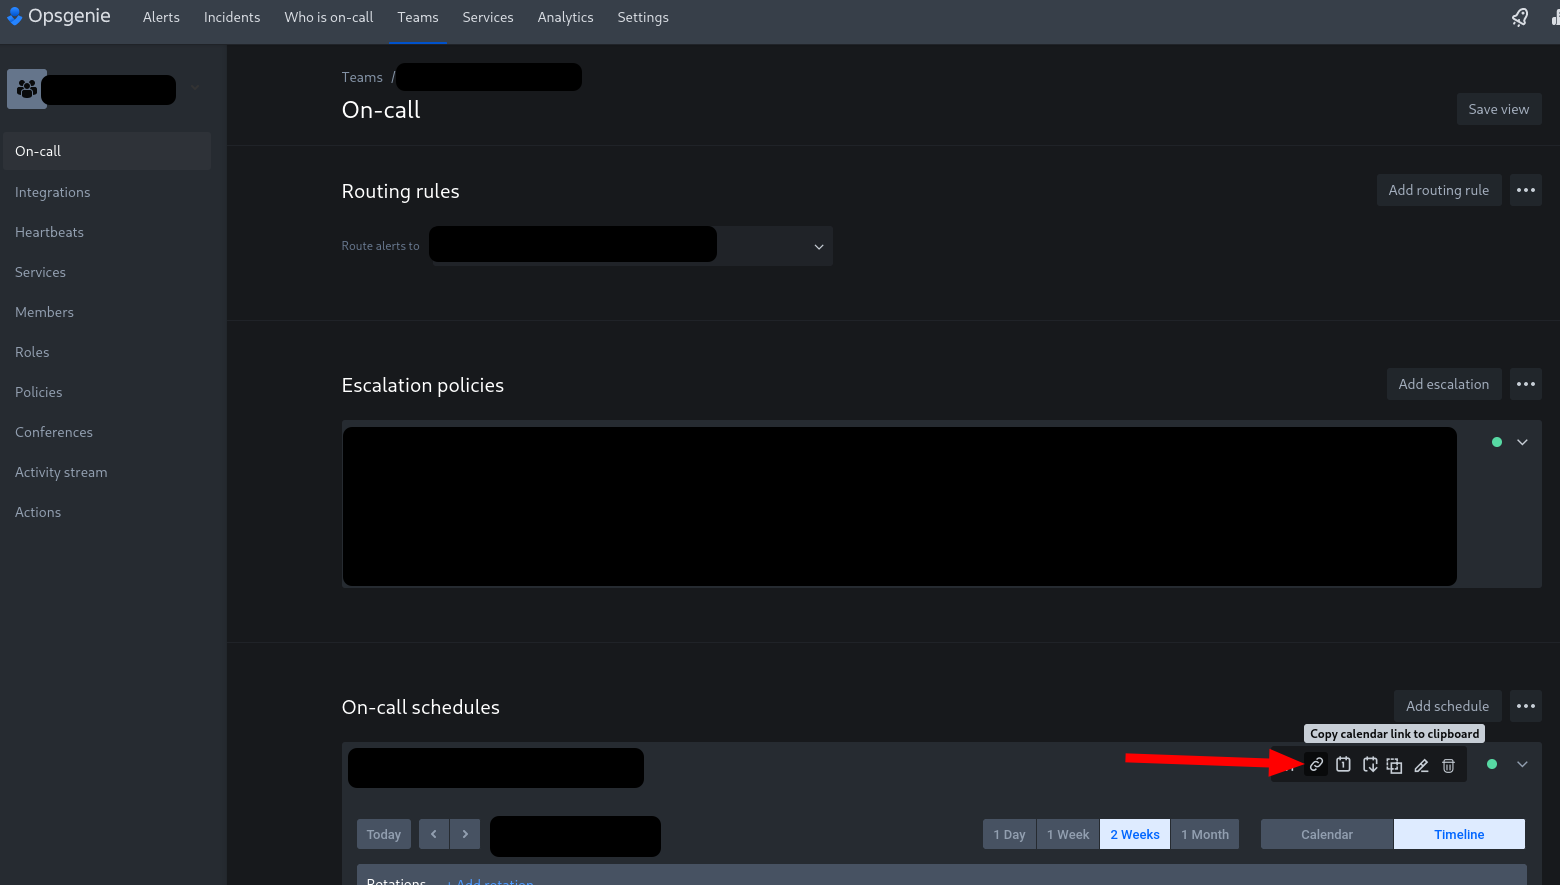 Opsgenie Alerts Incidents Who is on-call Teams Services Analytics Settings
Teams /
On-call
Save view
On-call
Integrations
Heartbeats
Services
Members
Roles
Policies
Conferences
Activity stream
Actions
Routing rules
Add routing rule
Route alerts to
Escalation policies
Add escalation
On-call schedules
Add schedule
Copy calendar link to clipboard
Today
1 Day 1 Week 2 Weeks 1 Month Calendar Timeline
Rotations + Add rotation